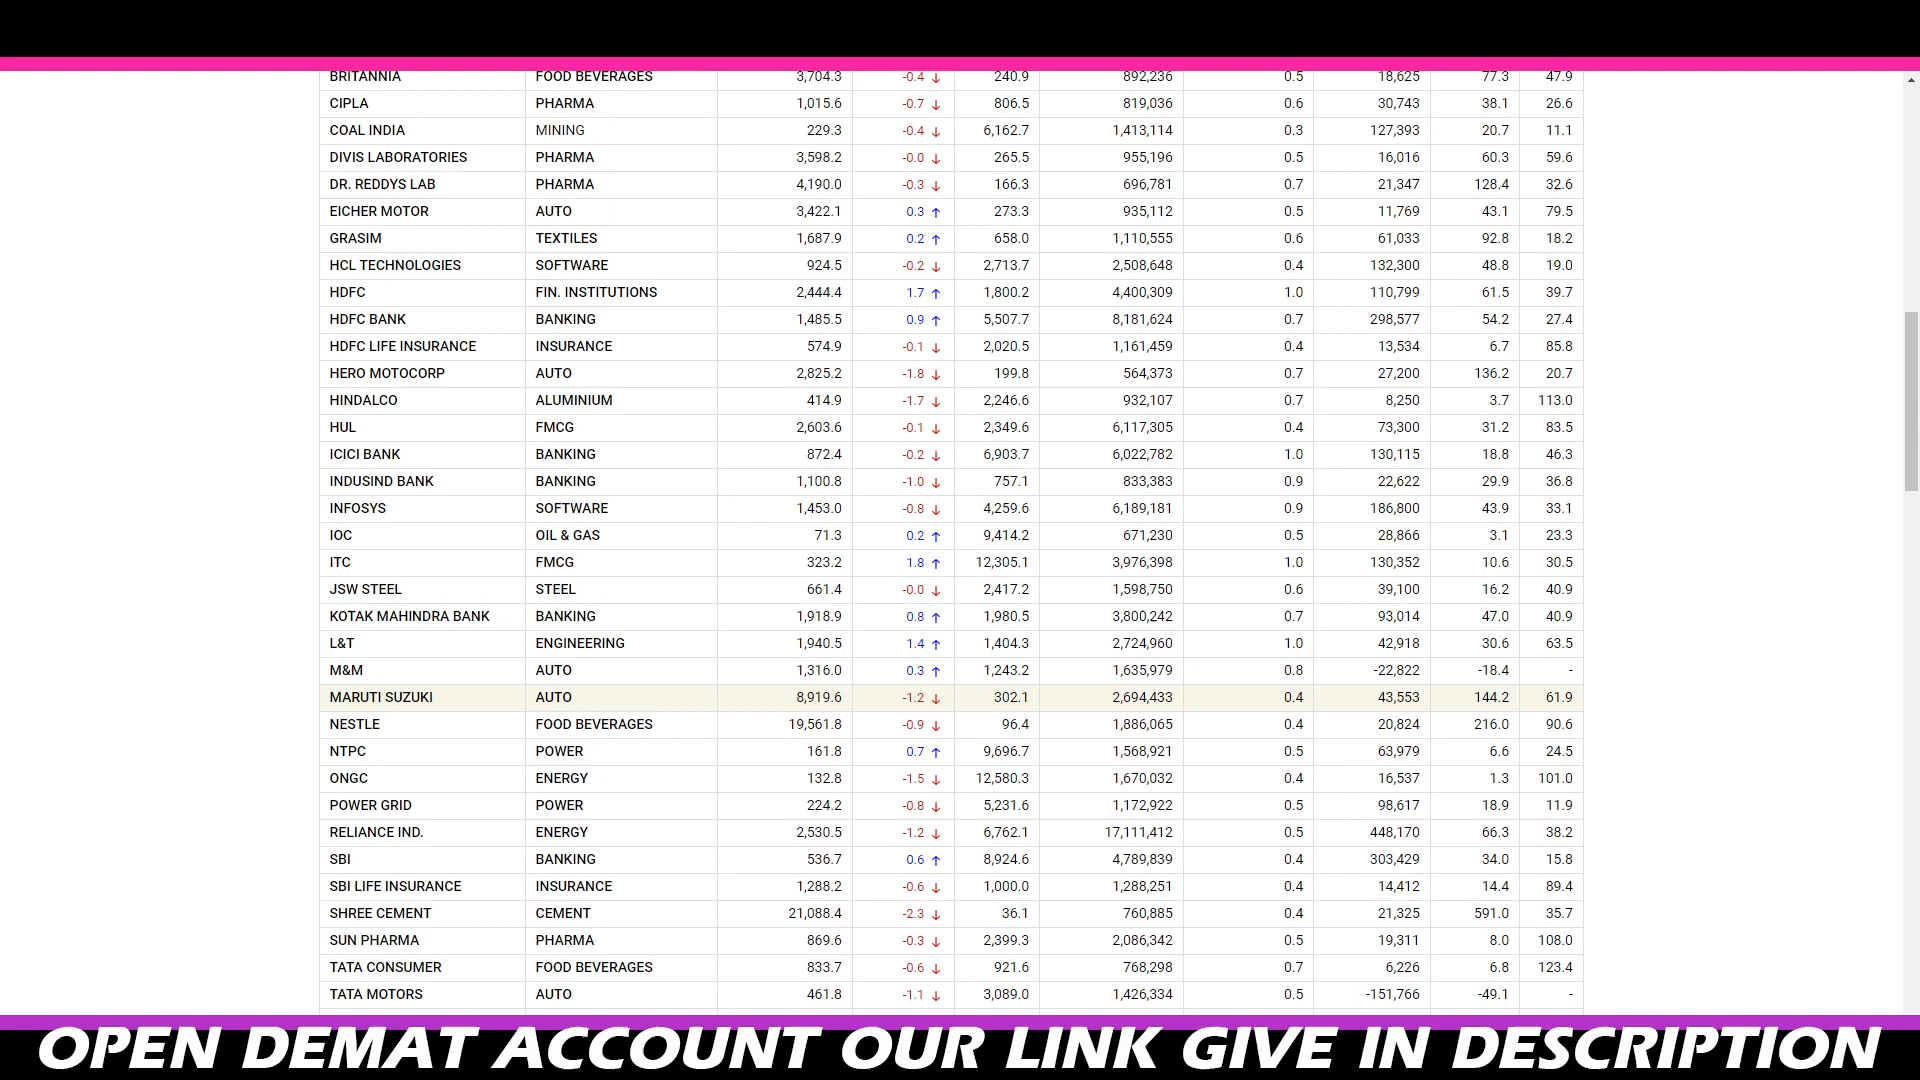 BRITANNIA FOOD BEVERAGES 3,704.3 -0.4 ↓ 240.9 892,236 0.5 18,625 77.3 47.9
CIPLA PHARMA 1,015.6 -0.7 ↓ 806.5 819,036 0.6 30,743 38.1 26.6
COAL INDIA MINING 229.3 -0.4 ↓ 6,162.7 1,413,114 0.3 127,393 20.7 11.1
DIVIS LABORATORIES PHARMA 3,598.2 -0.0 ↓ 265.5 955,196 0.5 16,016 60.3 59.6
DR. REDDYS LAB PHARMA 4,190.0 -0.3 ↓ 166.3 696,781 0.7 21,347 128.4 32.6
EICHER MOTOR AUTO 3,422.1 0.3 ↑ 273.3 935,112 0.5 11,769 43.1 79.5
GRASIM TEXTILES 1,687.9 0.2 ↑ 658.0 1,110,555 0.6 61,033 92.8 18.2
HCL TECHNOLOGIES SOFTWARE 924.5 -0.2 ↓ 2,713.7 2,508,648 0.4 132,300 48.8 19.0
HDFC FIN. INSTITUTIONS 2,444.4 1.7 ↑ 1,800.2 4,400,309 1.0 110,799 61.5 39.7
HDFC BANK BANKING 1,485.5 0.9 ↑ 5,507.7 8,181,624 0.7 298,577 54.2 27.4
HDFC LIFE INSURANCE INSURANCE 574.9 -0.1 ↓ 2,020.5 1,161,459 0.4 13,534 6.7 85.8
HERO MOTOCORP AUTO 2,825.2 -1.8 ↓ 199.8 564,373 0.7 27,200 136.2 20.7
HINDALCO ALUMINIUM 414.9 -1.7 ↓ 2,246.6 932,107 0.7 8,250 3.7 113.0
HUL FMCG 2,603.6 -0.1 ↓ 2,349.6 6,117,305 0.4 73,300 31.2 83.5
ICICI BANK BANKING 872.4 -0.2 ↓ 6,903.7 6,022,782 1.0 130,115 18.8 46.3
INDUSIND BANK BANKING 1,100.8 -1.0 ↓ 757.1 833,383 0.9 22,622 29.9 36.8
INFOSYS SOFTWARE 1,453.0 -0.8 ↓ 4,259.6 6,189,181 0.9 186,800 43.9 33.1
IOC OIL & GAS 71.3 0.2 ↑ 9,414.2 671,230 0.5 28,866 3.1 23.3
ITC FMCG 323.2 1.8 ↑ 12,305.1 3,976,398 1.0 130,352 10.6 30.5
JSW STEEL STEEL 661.4 -0.0 ↓ 2,417.2 1,598,750 0.6 39,100 16.2 40.9
KOTAK MAHINDRA BANK BANKING 1,918.9 0.8 ↑ 1,980.5 3,800,242 0.7 93,014 47.0 40.9
L&T ENGINEERING 1,940.5 1.4 ↑ 1,404.3 2,724,960 1.0 42,918 30.6 63.5
M&M AUTO 1,316.0 0.3 ↑ 1,243.2 1,635,979 0.8 -22,822 -18.4 -
MARUTI SUZUKI AUTO 8,919.6 -1.2 ↓ 302.1 2,694,433 0.4 43,553 144.2 61.9
NESTLE FOOD BEVERAGES 19,561.8 -0.9 ↓ 96.4 1,886,065 0.4 20,824 216.0 90.6
NTPC POWER 161.8 0.7 ↑ 9,696.7 1,568,921 0.5 63,979 6.6 24.5
ONGC ENERGY 132.8 -1.5 ↓ 12,580.3 1,670,032 0.4 16,537 1.3 101.0
POWER GRID POWER 224.2 -0.8 ↓ 5,231.6 1,172,922 0.5 98,617 18.9 11.9
RELIANCE IND. ENERGY 2,530.5 -1.2 ↓ 6,762.1 17,111,412 0.5 448,170 66.3 38.2
SBI BANKING 536.7 0.6 ↑ 8,924.6 4,789,839 0.4 303,429 34.0 15.8
SBI LIFE INSURANCE INSURANCE 1,288.2 -0.6 ↓ 1,000.0 1,288,251 0.4 14,412 14.4 89.4
SHREE CEMENT CEMENT 21,088.4 -2.3 ↓ 36.1 760,885 0.4 21,325 591.0 35.7
SUN PHARMA PHARMA 869.6 -0.3 ↓ 2,399.3 2,086,342 0.5 19,311 8.0 108.0
TATA CONSUMER FOOD BEVERAGES 833.7 -0.6 ↓ 921.6 768,298 0.7 6,226 6.8 123.4
TATA MOTORS AUTO 461.8 -1.1 ↓ 3,089.0 1,426,334 0.5 -151,766 -49.1 -
OPEN DEMAT ACCOUNT OUR LINK GIVE IN DESCRIPTION